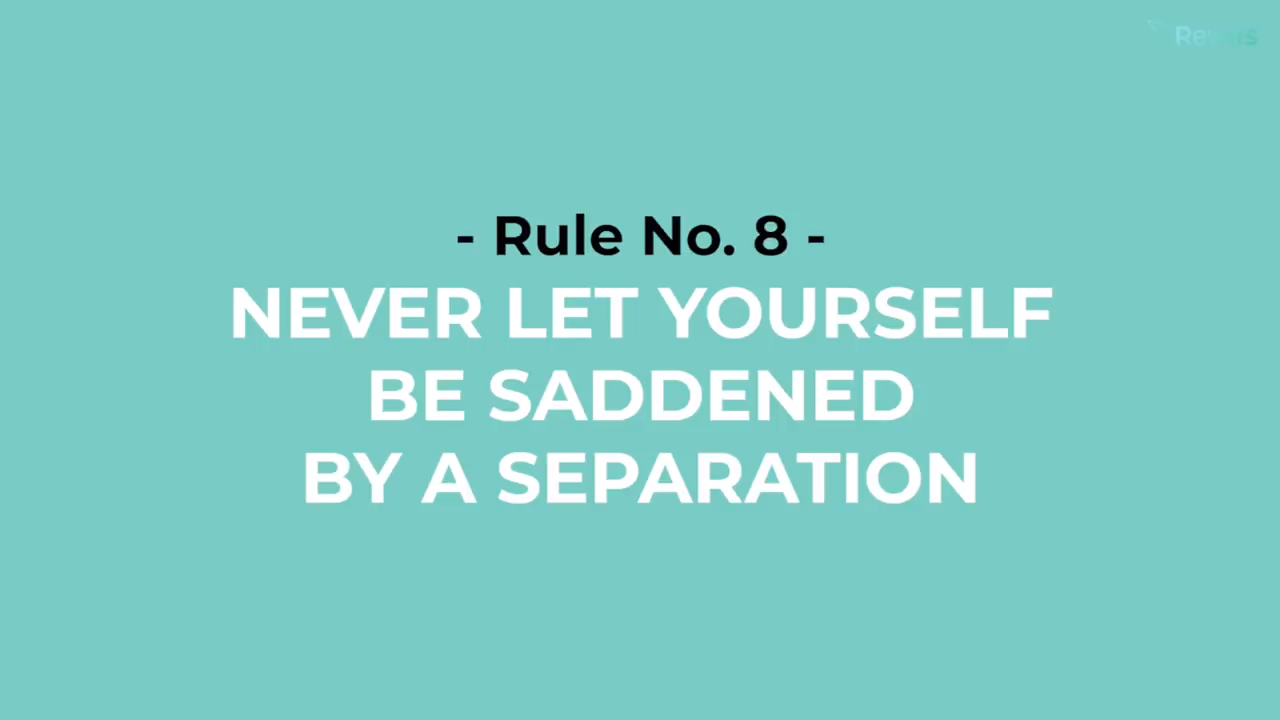 - Rule No. 8 -
NEVER LET YOURSELF
BE SADDENED
BY A SEPARATION